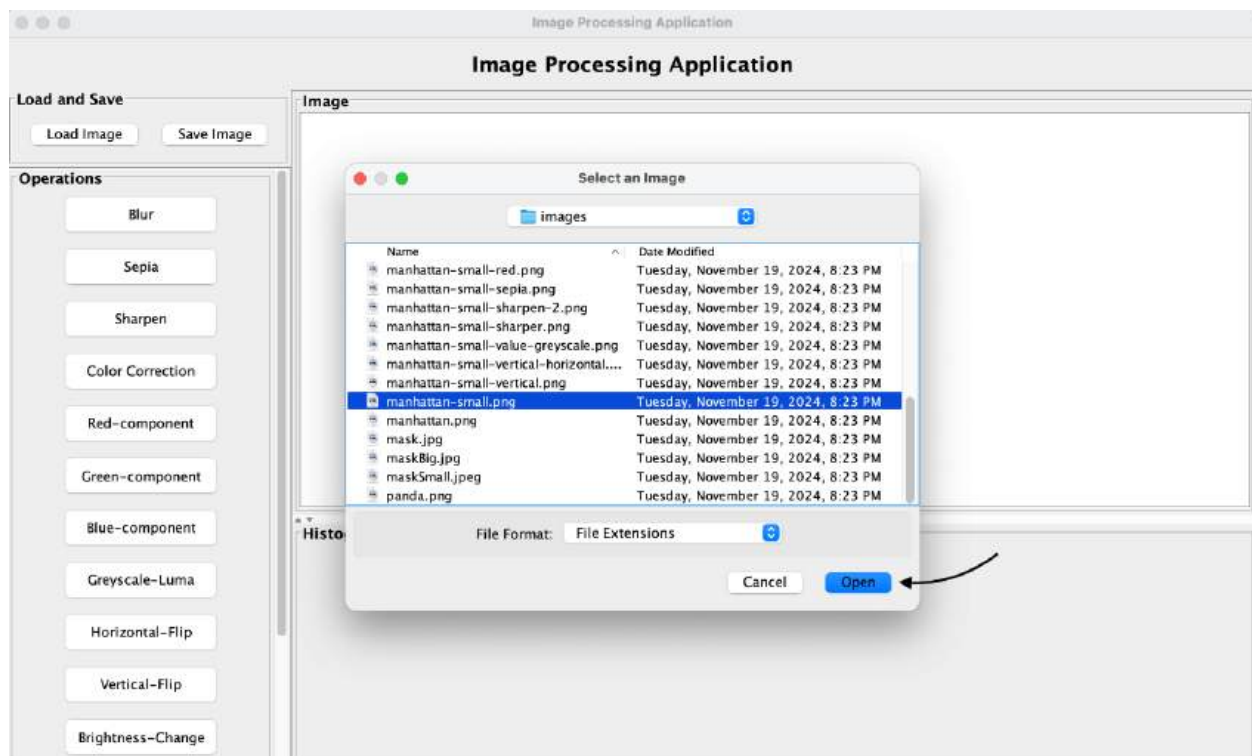 Image Processing Application
Image Processing Application
Load and Save
Load Image Save Image
Image
Operations
Blur
Sepia
Sharpen
Color Correction
Red-component
Green-component
Blue-component
Greyscale-Luma
Horizontal-Flip
Vertical-Flip
Brightness-Change
Select an Image
images
Name Date Modified
manhattan-small-red.png Tuesday, November 19, 2024, 8:23 PM
manhattan-small-sepia.png Tuesday, November 19, 2024, 8:23 PM
manhattan-small-sharpen-2.png Tuesday, November 19, 2024, 8:23 PM
manhattan-small-sharper.png Tuesday, November 19, 2024, 8:23 PM
manhattan-small-value-greyscale.png Tuesday, November 19, 2024, 8:23 PM
manhattan-small-vertical-horizontal.... Tuesday, November 19, 2024, 8:23 PM
manhattan-small-vertical.png Tuesday, November 19, 2024, 8:23 PM
manhattan-small.png Tuesday, November 19, 2024, 8:23 PM
manhattan.png Tuesday, November 19, 2024, 8:23 PM
mask.jpg Tuesday, November 19, 2024, 8:23 PM
maskBig.jpg Tuesday, November 19, 2024, 8:23 PM
maskSmall.jpeg Tuesday, November 19, 2024, 8:23 PM
panda.png Tuesday, November 19, 2024, 8:23 PM
File Format: File Extensions
Cancel Open
Histo